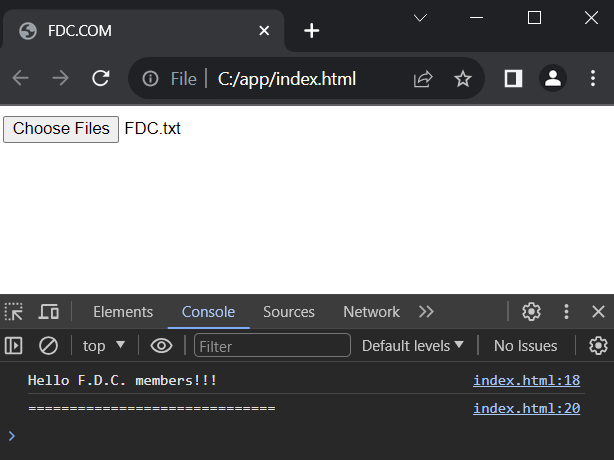 FDC.COM
File C:/app/index.html
Choose Files FDC.txt
Elements Console Sources Network
top Filter Default levels No Issues
Hello F.D.C. members!!! index.html:18
============================== index.html:20